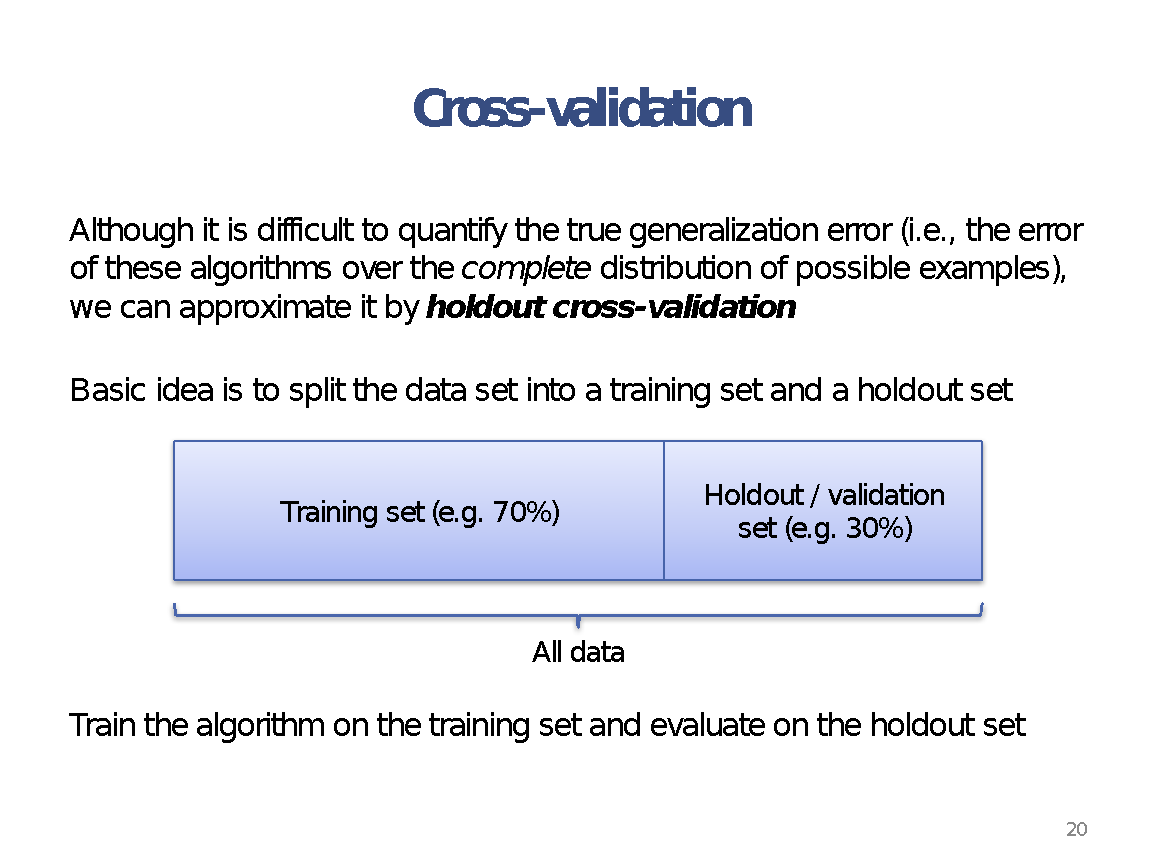 Cross-validation
Although it is difficult to quantify the true generalization error (i.e., the error
of these algorithms over the complete distribution of possible examples),
we can approximate it by holdout cross-validation
Basic idea is to split the data set into a training set and a holdout set
Training set (e.g. 70%)
Holdout / validation
set (e.g. 30%)
All data
Train the algorithm on the training set and evaluate on the holdout set
20